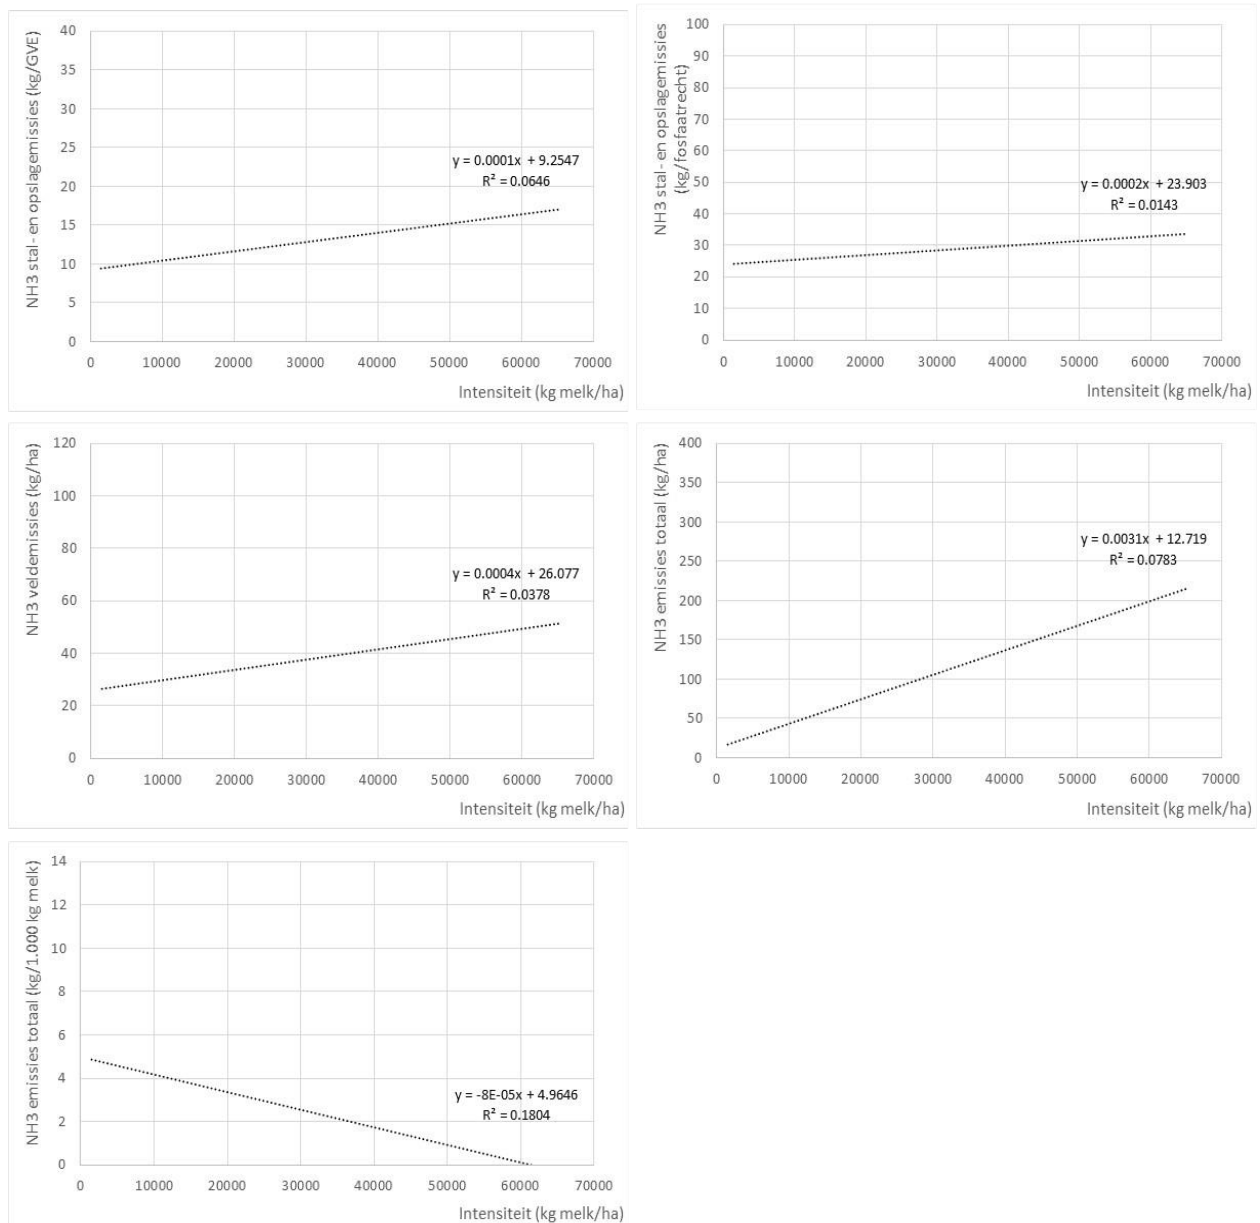 NH3 stal- en opslagemissies (kg/GVE)
40
35
30
25
20
15
10
5
0
y = 0.0001x + 9.2547
R² = 0.0646
0 10000 20000 30000 40000 50000 60000 70000
Intensiteit (kg melk/ha)
NH3 stal- en opslagemissies
(kg/fosfaatrecht)
100
90
80
70
60
50
40
30
20
10
0
y = 0.0002x + 23.903
R² = 0.0143
0 10000 20000 30000 40000 50000 60000 70000
Intensiteit (kg melk/ha)
NH3 veldemissies (kg/ha)
120
100
80
60
40
20
0
y = 0.0004x + 26.077
R² = 0.0378
0 10000 20000 30000 40000 50000 60000 70000
Intensiteit (kg melk/ha)
NH3 emissies totaal (kg/ha)
400
350
300
250
200
150
100
50
0
y = 0.0031x + 12.719
R² = 0.0783
0 10000 20000 30000 40000 50000 60000 70000
Intensiteit (kg melk/ha)
NH3 emissies totaal (kg/1.000 kg melk)
14
12
10
8
6
4
2
0
y = -8E-05x + 4.9646
R² = 0.1804
0 10000 20000 30000 40000 50000 60000 70000
Intensiteit (kg melk/ha)